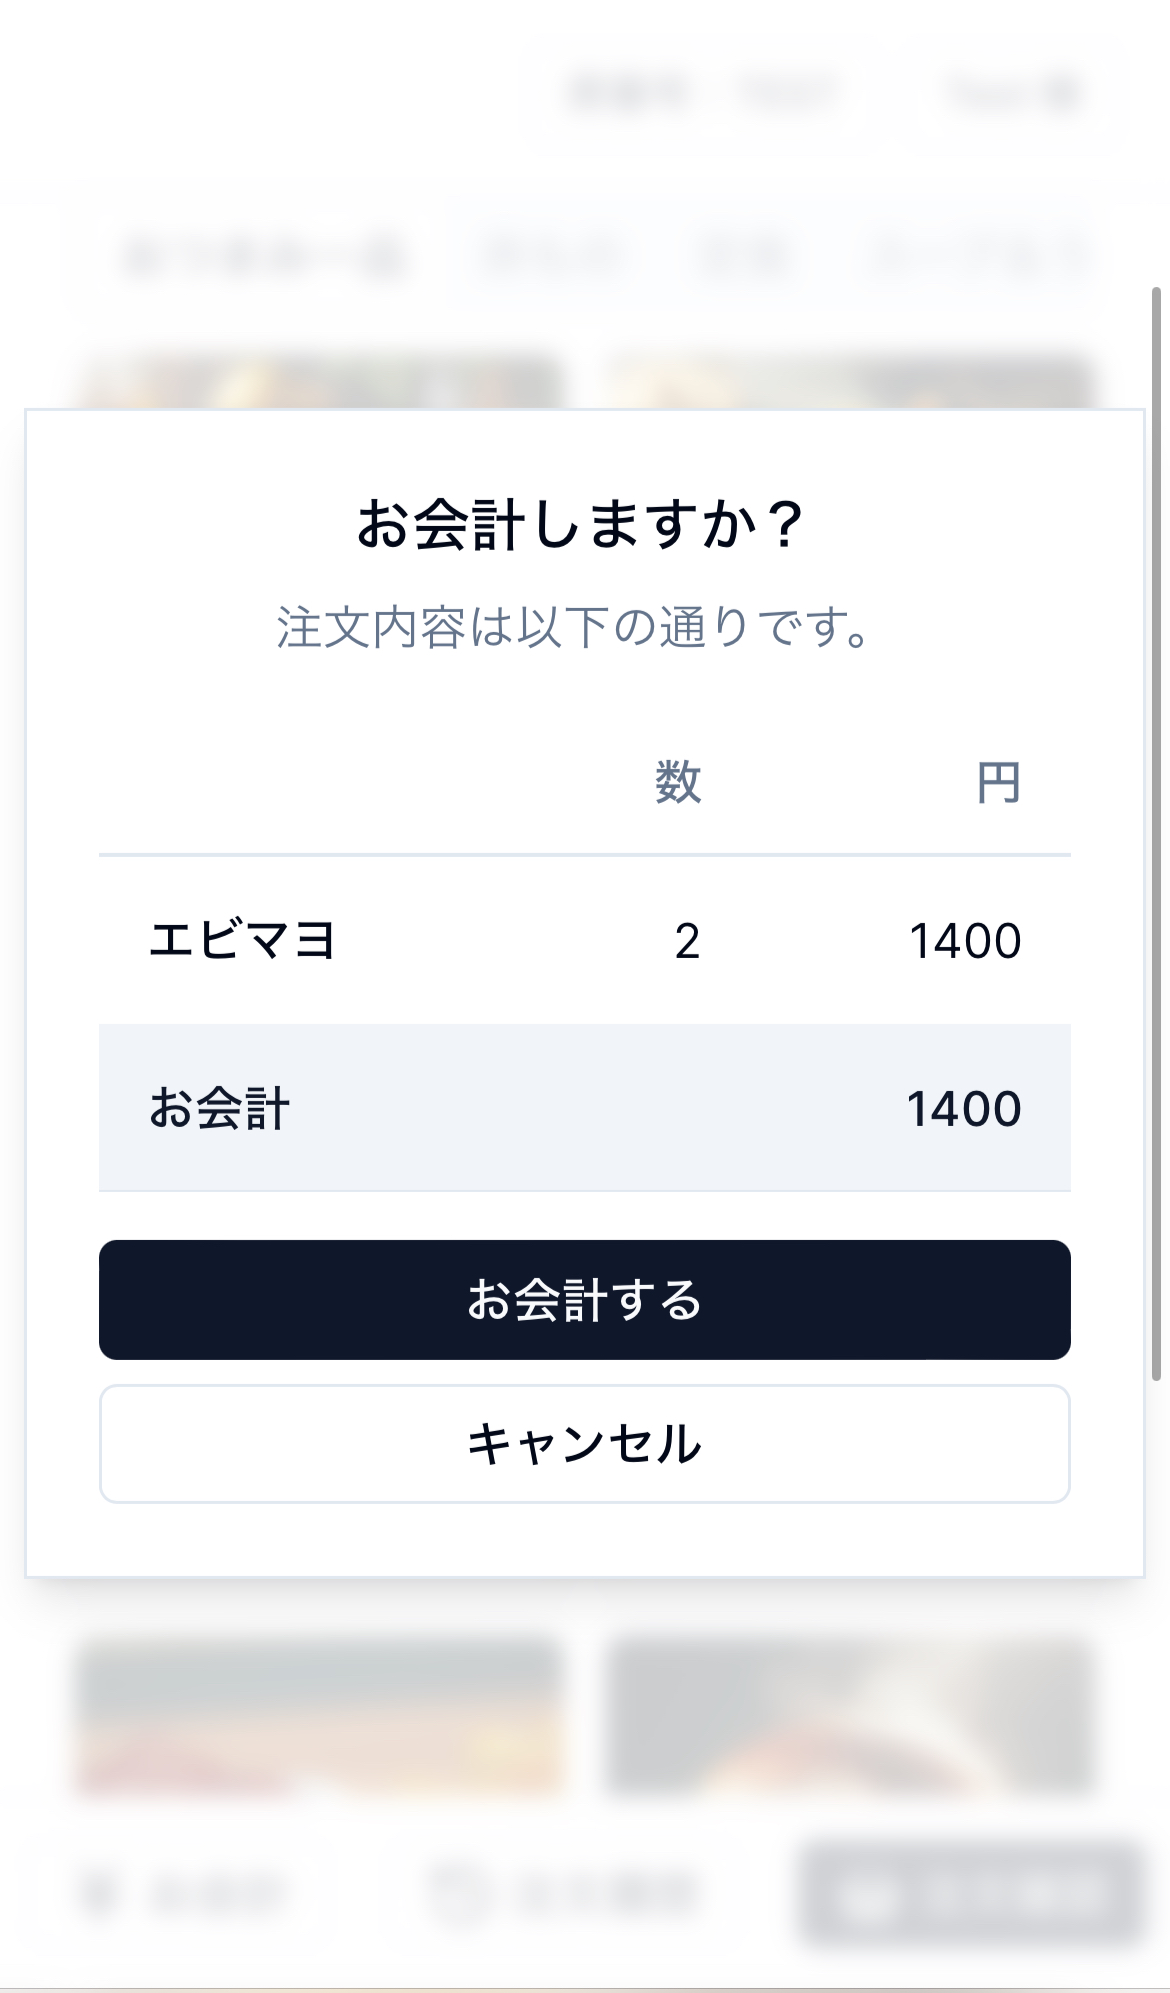 お会計しますか？
注文内容は以下の通りです。
数 円
エビマヨ 2 1400
お会計 1400
お会計する
キャンセル